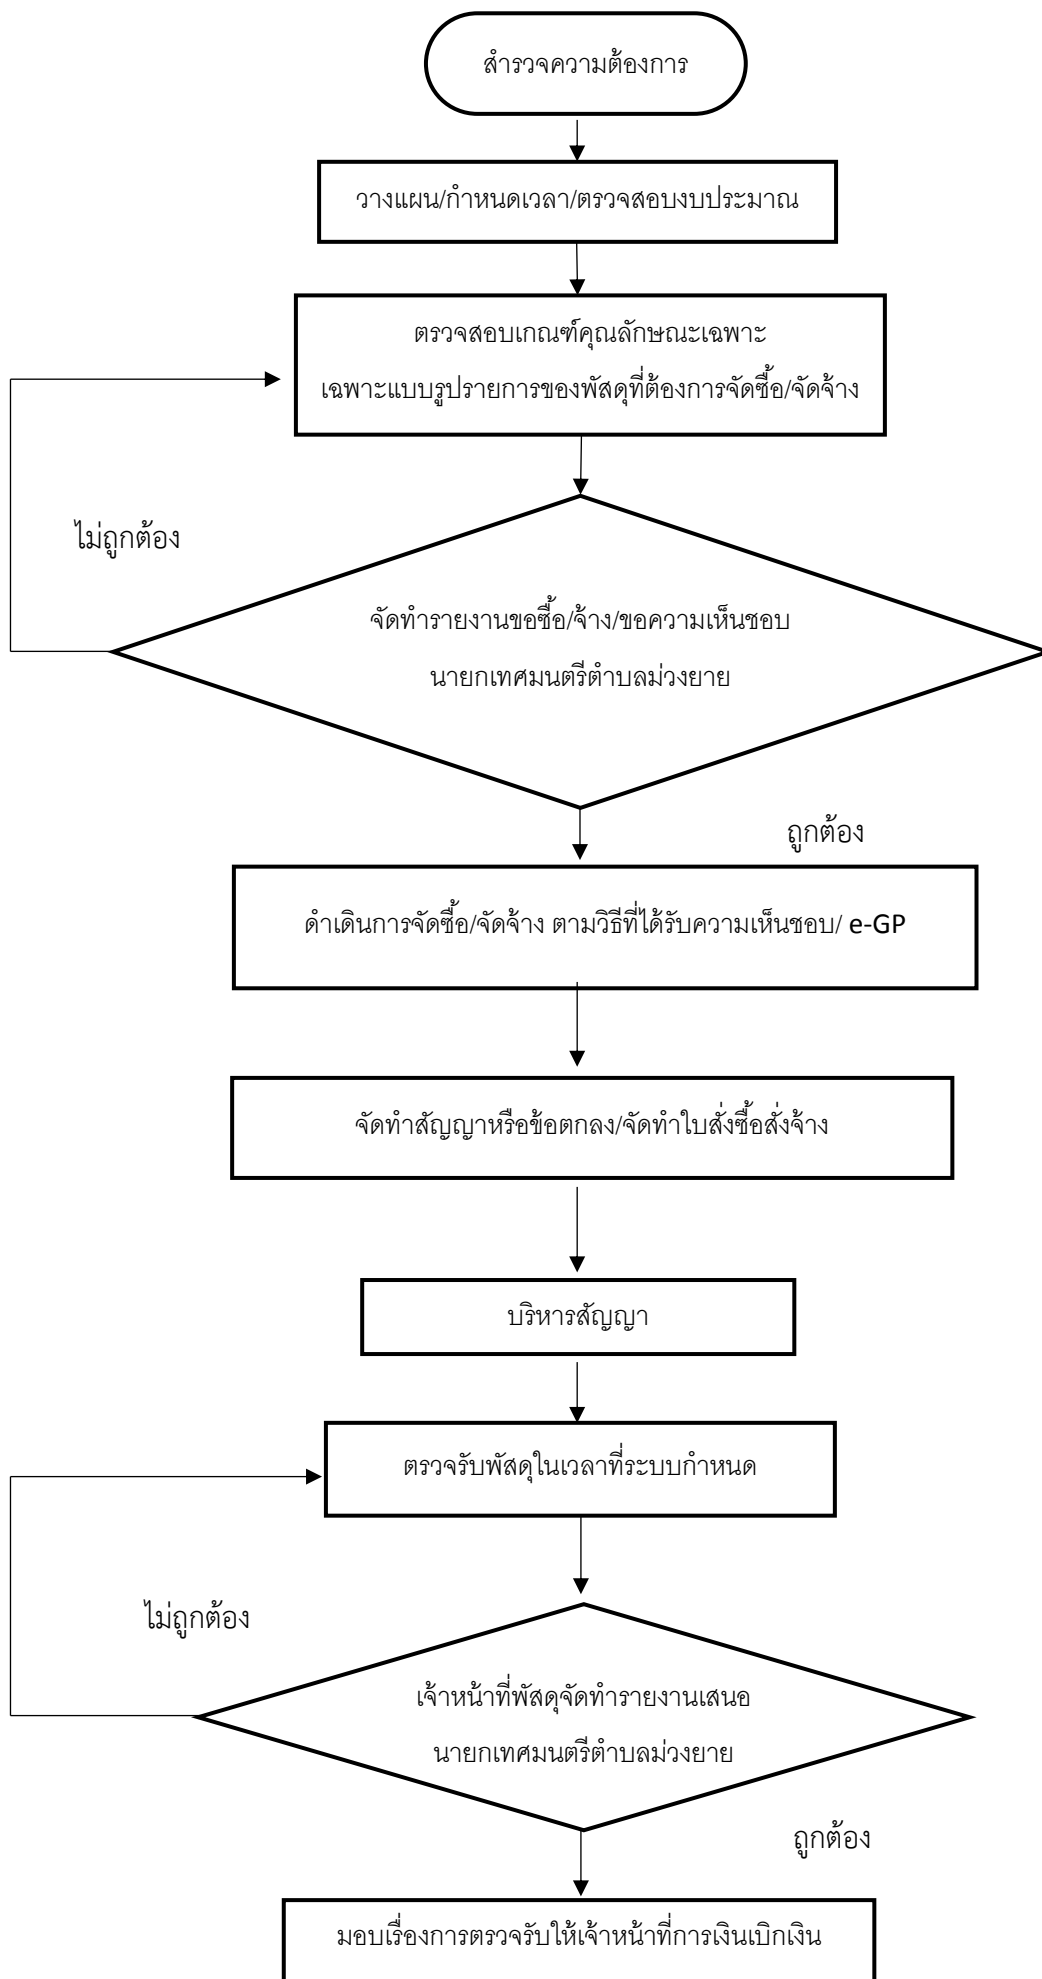 สำรวจความต้องการ
วางแผน/กำหนดเวลา/ตรวจสอบงบประมาณ
ตรวจสอบเกณฑ์คุณลักษณะเฉพาะ
เฉพาะแบบรูปรายการของพัสดุที่ต้องการจัดซื้อ/จัดจ้าง
ไม่ถูกต้อง
จัดทำรายงานขอซื้อ/จ้าง/ขอความเห็นชอบ
นายกเทศมนตรีตำบลม่วงยาย
ถูกต้อง
ดำเดินการจัดซื้อ/จัดจ้าง ตามวิธีที่ได้รับความเห็นชอบ/ e-GP
จัดทำสัญญาหรือข้อตกลง/จัดทำใบสั่งซื้อสั่งจ้าง
บริหารสัญญา
ตรวจรับพัสดุในเวลาที่ระบบกำหนด
ไม่ถูกต้อง
เจ้าหน้าที่พัสดุจัดทำรายงานเสนอ
นายกเทศมนตรีตำบลม่วงยาย
ถูกต้อง
มอบเรื่องการตรวจรับให้เจ้าหน้าที่การเงินเบิกเงิน